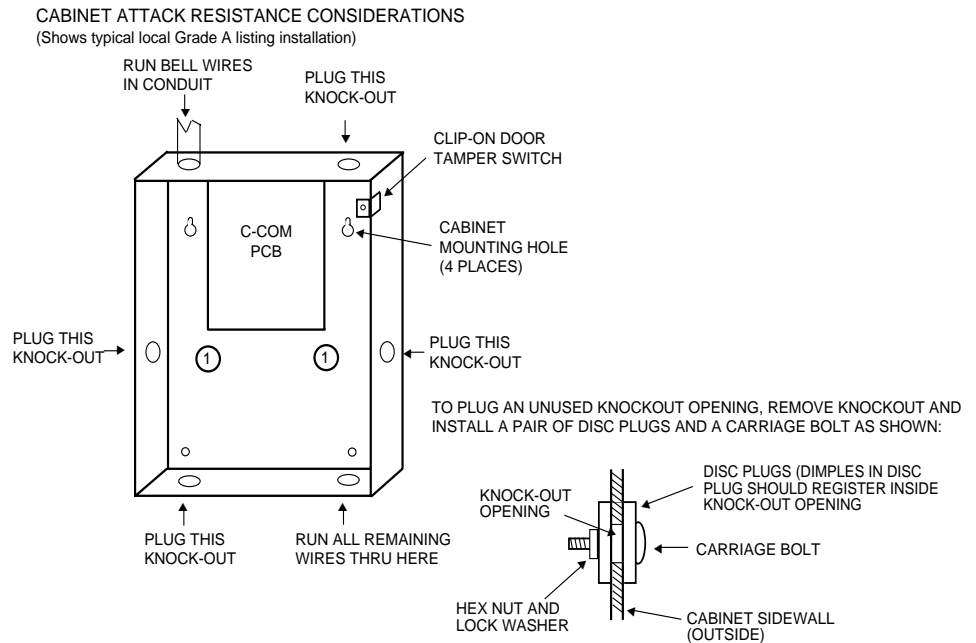 CABINET ATTACK RESISTANCE CONSIDERATIONS
(Shows typical local Grade A listing installation)
RUN BELL WIRES
IN CONDUIT
PLUG THIS
KNOCK-OUT
CLIP-ON DOOR
TAMPER SWITCH
C-COM
PCB
CABINET
MOUNTING HOLE
(4 PLACES)
PLUG THIS
KNOCK-OUT
1
1
PLUG THIS
KNOCK-OUT
TO PLUG AN UNUSED KNOCKOUT OPENING, REMOVE KNOCKOUT AND
INSTALL A PAIR OF DISC PLUGS AND A CARRIAGE BOLT AS SHOWN:
PLUG THIS
KNOCK-OUT
RUN ALL REMAINING
WIRES THRU HERE
KNOCK-OUT
OPENING
DISC PLUGS (DIMPLES IN DISC
PLUG SHOULD REGISTER INSIDE
KNOCK-OUT OPENING
CARRIAGE BOLT
HEX NUT AND
LOCK WASHER
CABINET SIDEWALL
(OUTSIDE)